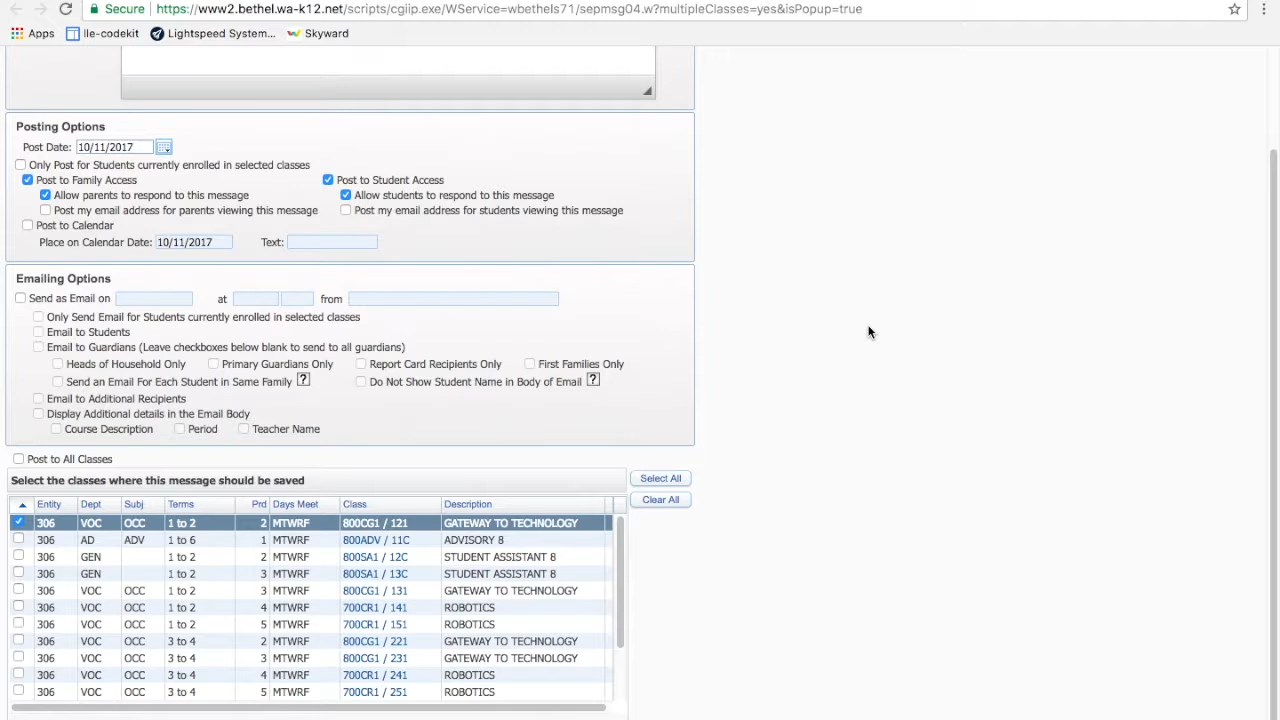 Secure
https://www2.bethel.wa-k12.net/scripts/cgiip.exe/WService=wbethels71/sepmsg04.w?multipleClasses=yes&isPopup=true
Apps lle-codekit Lightspeed System... Skyward
Posting Options
Post Date: 10/11/2017
Only Post for Students currently enrolled in selected classes
Post to Family Access Post to Student Access
Allow parents to respond to this message Allow students to respond to this message
Post my email address for parents viewing this message Post my email address for students viewing this message
Post to Calendar
Place on Calendar Date: 10/11/2017 Text:
Emailing Options
Send as Email on at from
Only Send Email for Students currently enrolled in selected classes
Email to Students
Email to Guardians (Leave checkboxes below blank to send to all guardians)
Heads of Household Only Primary Guardians Only Report Card Recipients Only First Families Only
Send an Email For Each Student in Same Family ? Do Not Show Student Name in Body of Email ?
Email to Additional Recipients
Display Additional details in the Email Body
Course Description Period Teacher Name
Post to All Classes
Select the classes where this message should be saved Select All
Clear All
Entity Dept Subj Terms Prd Days Meet Class Description
306 VOC OCC 1 to 2 2 MTWRF 800CG1 / 121 GATEWAY TO TECHNOLOGY
306 AD ADV 1 to 6 1 MTWRF 800ADV / 11C ADVISORY 8
306 GEN 1 to 2 2 MTWRF 800SA1 / 12C STUDENT ASSISTANT 8
306 GEN 1 to 2 3 MTWRF 800SA1 / 13C STUDENT ASSISTANT 8
306 VOC OCC 1 to 2 3 MTWRF 800CG1 / 131 GATEWAY TO TECHNOLOGY
306 VOC OCC 1 to 2 4 MTWRF 700CR1 / 141 ROBOTICS
306 VOC OCC 1 to 2 5 MTWRF 700CR1 / 151 ROBOTICS
306 VOC OCC 3 to 4 2 MTWRF 800CG1 / 221 GATEWAY TO TECHNOLOGY
306 VOC OCC 3 to 4 3 MTWRF 800CG1 / 231 GATEWAY TO TECHNOLOGY
306 VOC OCC 3 to 4 4 MTWRF 700CR1 / 241 ROBOTICS
306 VOC OCC 3 to 4 5 MTWRF 700CR1 / 251 ROBOTICS